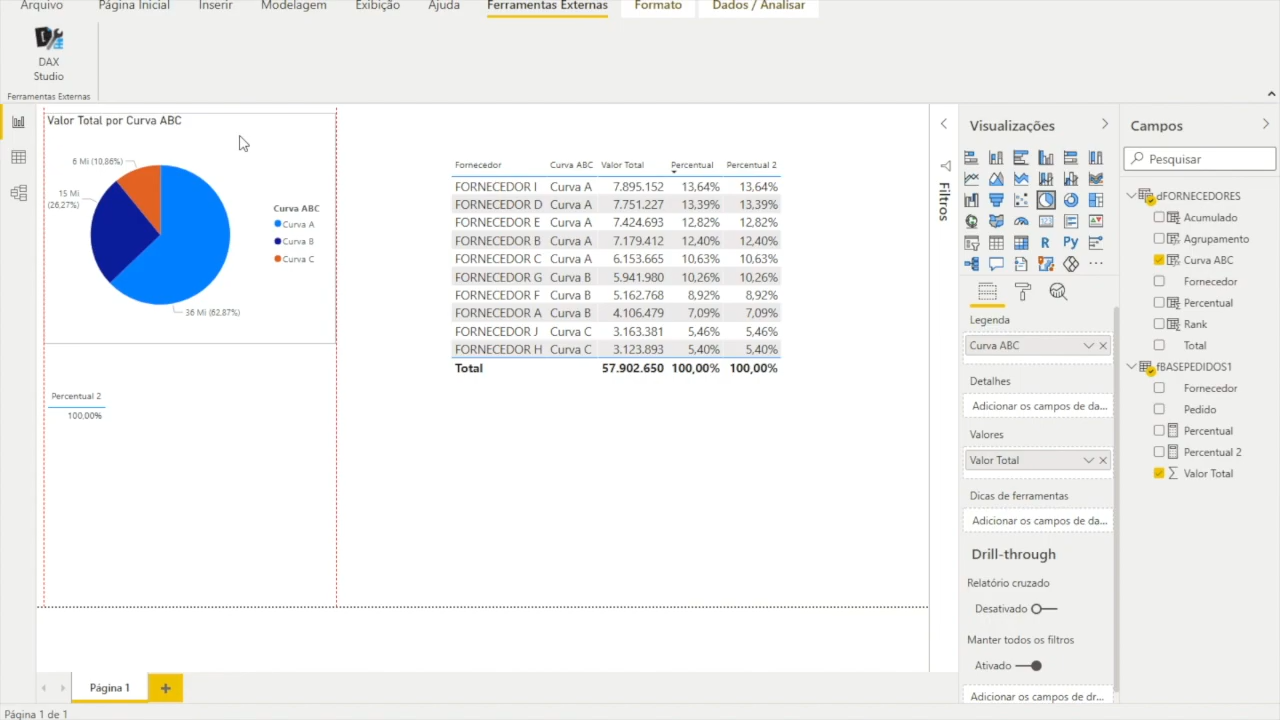 Arquivo Página Inicial Inserir Modelagem Exibição Ajuda Ferramentas Externas Formato Dados / Analisar
DAX
Studio
Ferramentas Externas
Valor Total por Curva ABC
6 Mi (10,86%)
15 Mi
(26,27%)
36 Mi (62,87%)
Curva ABC
Curva A
Curva B
Curva C
Percentual 2
100,00%
Fornecedor Curva ABC Valor Total Percentual Percentual 2
FORNECEDOR I Curva A 7.895.152 13,64% 13,64%
FORNECEDOR D Curva A 7.751.227 13,39% 13,39%
FORNECEDOR E Curva A 7.424.693 12,82% 12,82%
FORNECEDOR B Curva A 7.179.412 12,40% 12,40%
FORNECEDOR C Curva A 6.153.665 10,63% 10,63%
FORNECEDOR G Curva B 5.941.980 10,26% 10,26%
FORNECEDOR F Curva B 5.162.768 8,92% 8,92%
FORNECEDOR A Curva B 4.106.479 7,09% 7,09%
FORNECEDOR J Curva C 3.163.381 5,46% 5,46%
FORNECEDOR H Curva C 3.123.893 5,40% 5,40%
Total 57.902.650 100,00% 100,00%
Filtros
Visualizações
R Py
Legenda
Curva ABC
Detalhes
Adicionar os campos de da...
Valores
Valor Total
Dicas de ferramentas
Adicionar os campos de da...
Drill-through
Relatório cruzado
Desativado
Manter todos os filtros
Ativado
Adicionar os campos de dr...
Campos
Pesquisar
dFORNECEDORES
Acumulado
Agrupamento
Curva ABC
Fornecedor
Percentual
Rank
Total
fBASEPEDIDOS1
Fornecedor
Pedido
Percentual
Percentual 2
Valor Total
Página 1
Página 1 de 1